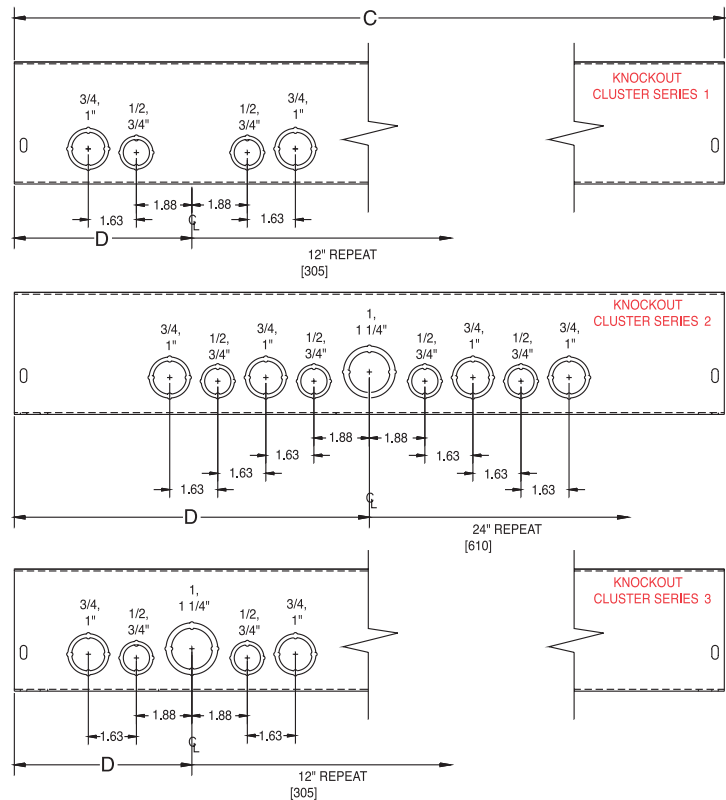 C
KNOCKOUT
CLUSTER SERIES 1
3/4,
1"
1/2,
3/4"
1/2,
3/4"
3/4,
1"
1.88
1.88
1.63
1.63
C
L
D
12" REPEAT
[305]
KNOCKOUT
CLUSTER SERIES 2
3/4,
1"
1/2,
3/4"
3/4,
1"
1/2,
3/4"
1,
1 1/4"
1/2,
3/4"
3/4,
1"
1/2,
3/4"
3/4,
1"
1.88
1.88
1.63
1.63
1.63
1.63
1.63
1.63
C
L
D
24" REPEAT
[610]
KNOCKOUT
CLUSTER SERIES 3
3/4,
1"
1/2,
3/4"
1,
1 1/4"
1/2,
3/4"
3/4,
1"
1.88
1.88
1.63
1.63
C
L
D
12" REPEAT
[305]